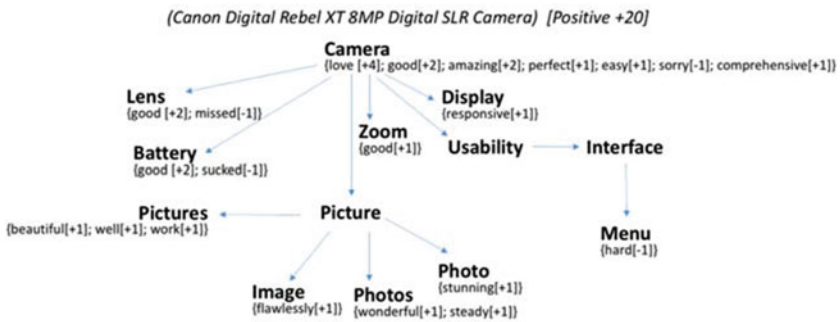 (Canon Digital Rebel XT 8MP Digital SLR Camera) [Positive +20]
Camera
{love [+4]; good[+2]; amazing[+2]; perfect[+1]; easy[+1]; sorry[-1]; comprehensive[+1]}
Lens
{good [+2]; missed[-1]}
Display
{responsive[+1]}
Zoom
{good[+1]}
Usability
Interface
Battery
{good [+2]; sucked[-1]}
Pictures
{beautiful[+1]; well[+1]; work[+1]}
Picture
Menu
{hard[-1]}
Photo
{stunning[+1]}
Image
{flawlessly[+1]}
Photos
{wonderful[+1]; steady[+1]}